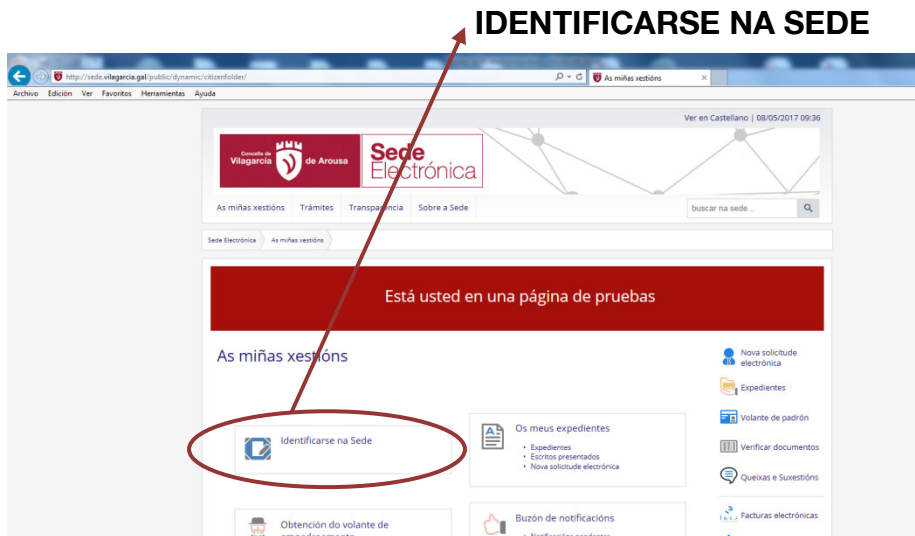 IDENTIFICARSE NA SEDE
http://sede.vilagarcia.gal/public/dynamic/citizenfolder/
As miñas xestións
Archivo Edición Ver Favoritos Herramientas Ayuda
Ver en Castellano | 08/05/2017 09:36
Concello de
Vilagarcía de Arousa
Sede
Electrónica
As miñas xestións Trámites Transparencia Sobre a Sede
buscar na sede...
Sede Electrónica As miñas xestións
Está usted en una página de pruebas
As miñas xestións
Identificarse na Sede
Os meus expedientes
• Expedientes
• Escritos presentados
• Nova solicitude electrónica
Obtención do volante de
empadroamento
Buzón de notificacións
• Notificacións pendentes
Nova solicitude
electrónica
Expedientes
Volante de padrón
Verificar documentos
Queixas e Suxestións
Facturas electrónicas